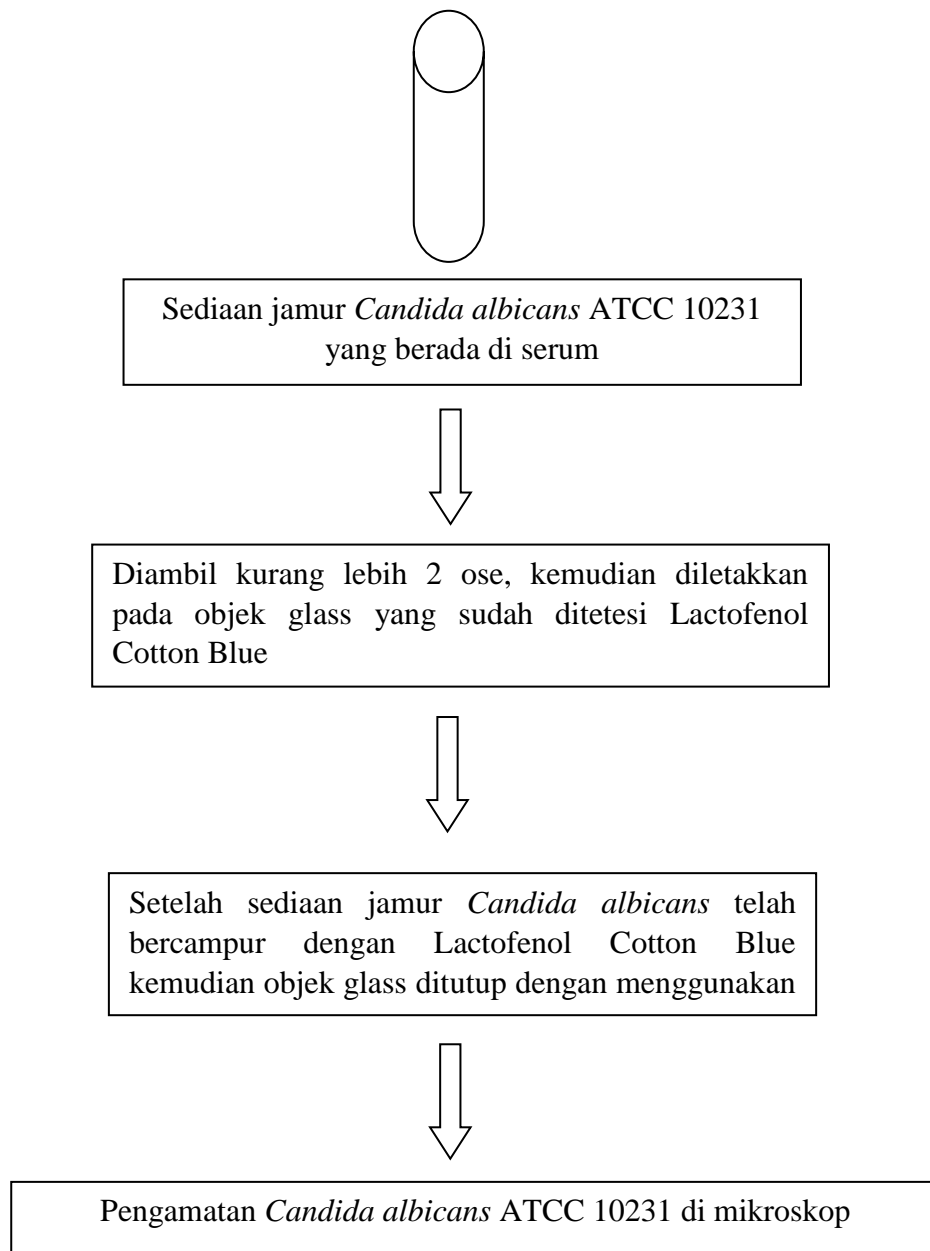 Sediaan jamur Candida albicans ATCC 10231
yang berada di serum
Diambil kurang lebih 2 ose, kemudian diletakkan
pada objek glass yang sudah ditetesi Lactofenol
Cotton Blue
Setelah sediaan jamur Candida albicans telah
bercampur dengan Lactofenol Cotton Blue
kemudian objek glass ditutup dengan menggunakan
Pengamatan Candida albicans ATCC 10231 di mikroskop